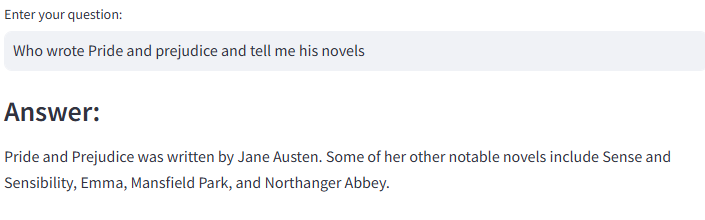 Enter your question:
Who wrote Pride and prejudice and tell me his novels
Answer:
Pride and Prejudice was written by Jane Austen. Some of her other notable novels include Sense and
Sensibility, Emma, Mansfield Park, and Northanger Abbey.